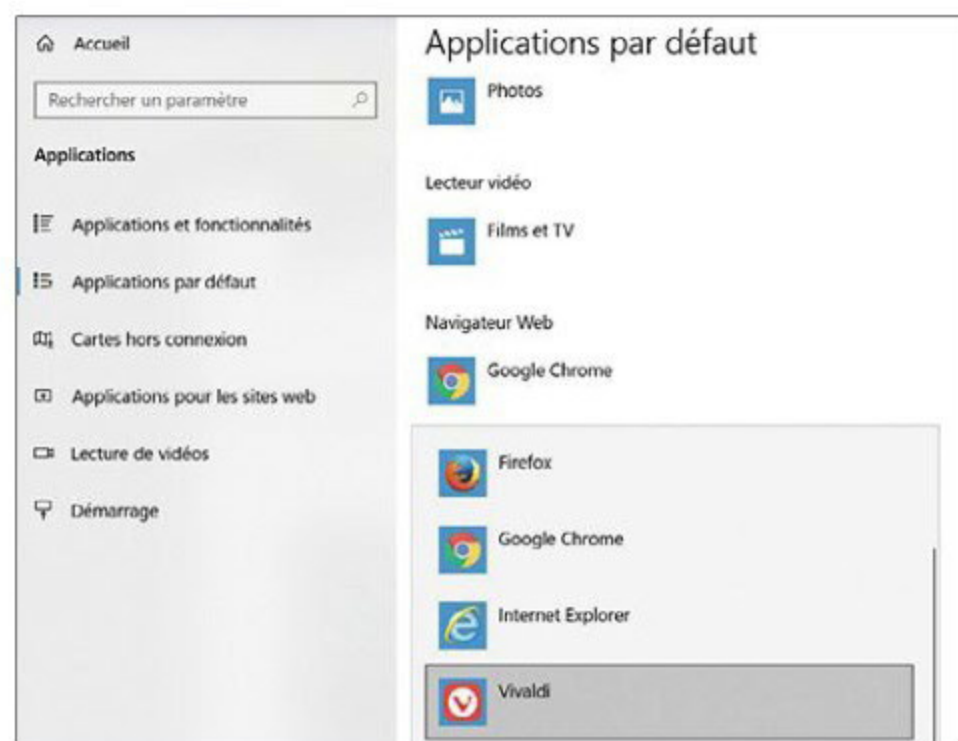 Accueil
Rechercher un paramètre
Applications
Applications et fonctionnalités
Applications par défaut
Cartes hors connexion
Applications pour les sites web
Lecture de vidéos
Démarrage
Applications par défaut
Photos
Lecteur vidéo
Films et TV
Navigateur Web
Google Chrome
Firefox
Google Chrome
Internet Explorer
Vivaldi